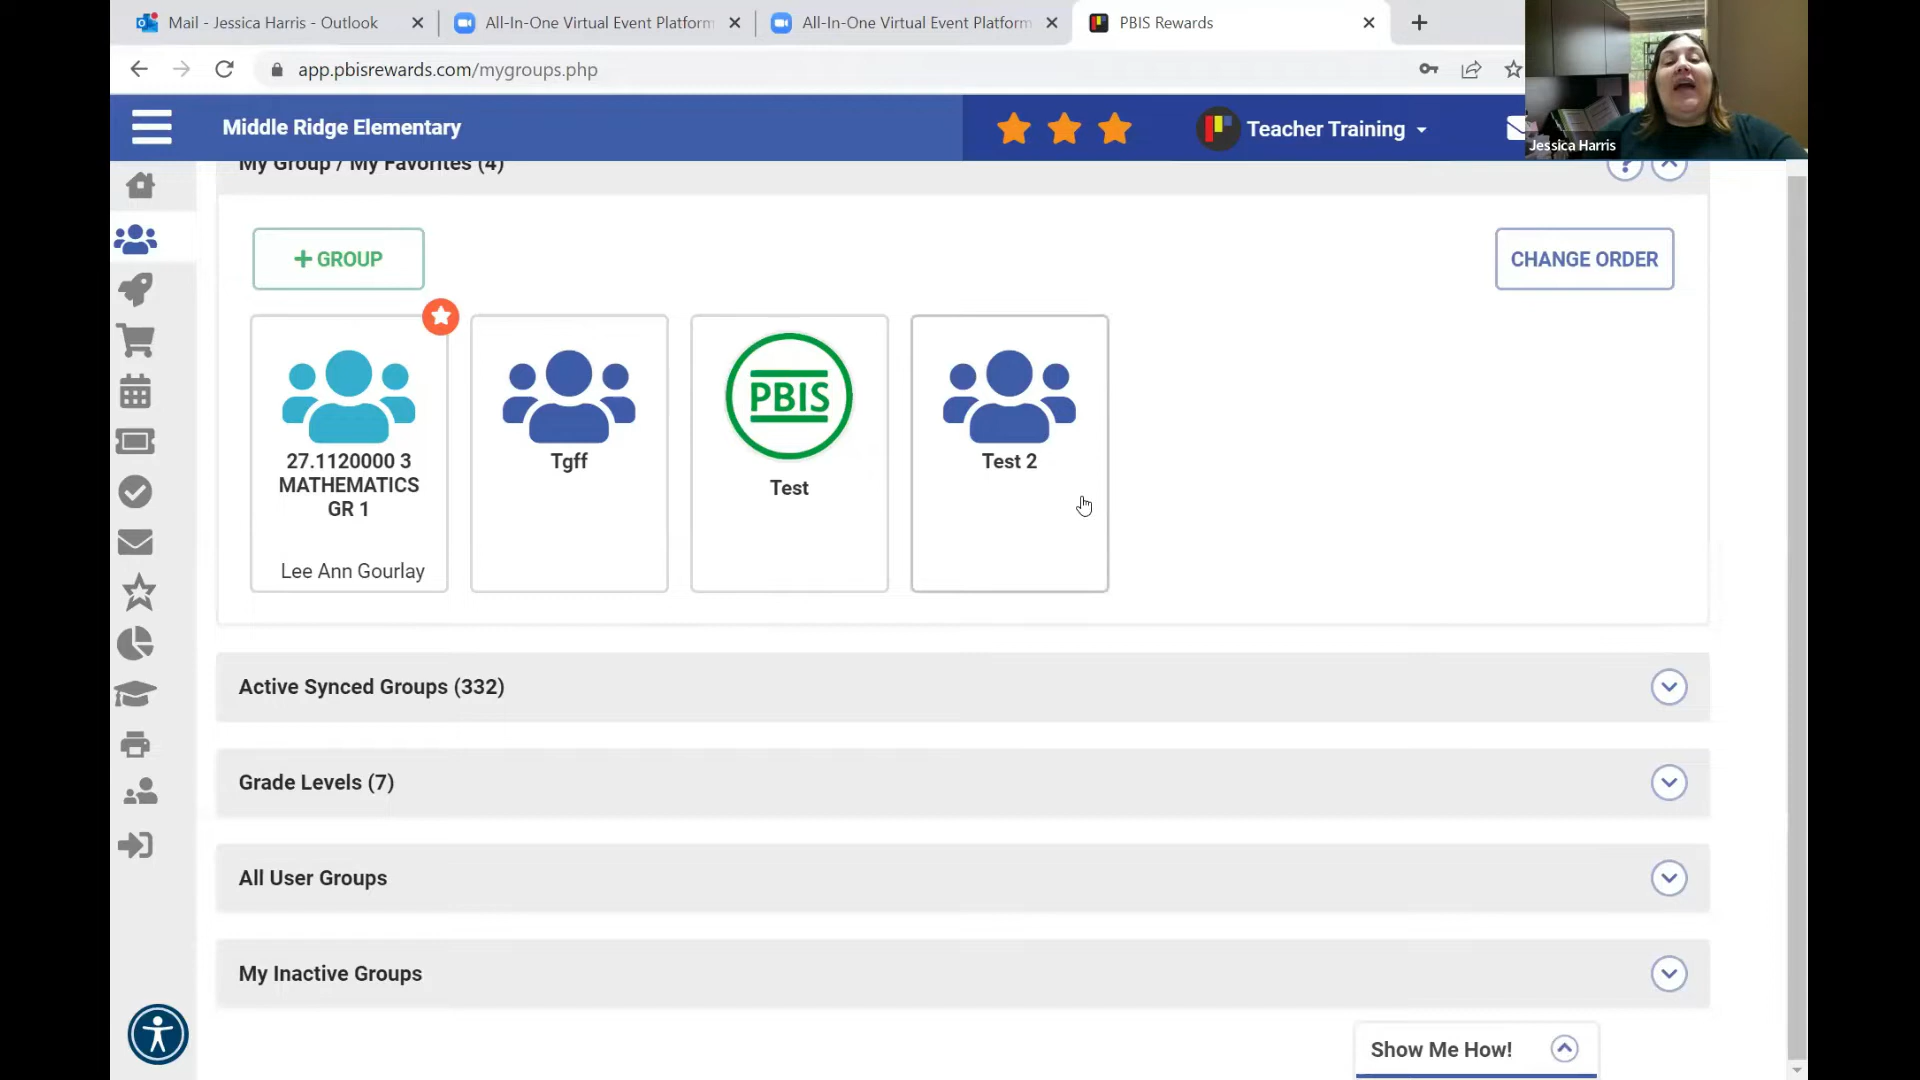 Mail - Jessica Harris - Outlook
All-In-One Virtual Event Platform
All-In-One Virtual Event Platform
PBIS Rewards
app.pbisrewards.com/mygroups.php
Middle Ridge Elementary
Teacher Training
Jessica Harris
My Group / My Favorites (4)
?
+ GROUP
CHANGE ORDER
27.1120000 3
MATHEMATICS
GR 1
Lee Ann Gourlay
Tgff
PBIS
Test
Test 2
Active Synced Groups (332)
Grade Levels (7)
All User Groups
My Inactive Groups
Show Me How!